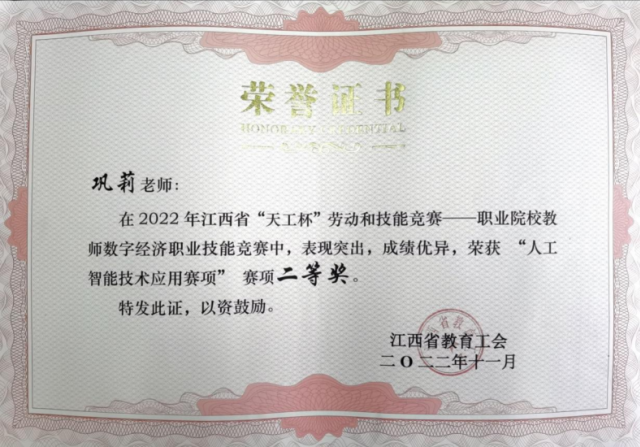 荣誉证书
HONORARY CREDENTIAL
巩莉老师：
在2022年江西省“天工杯”劳动和技能竞赛——职业院校教
师数字经济职业技能竞赛中，表现突出，成绩优异，荣获 “人工
智能技术应用赛项” 赛项二等奖。
特发此证，以资鼓励。
江西省教育工会
二O二二年十一月